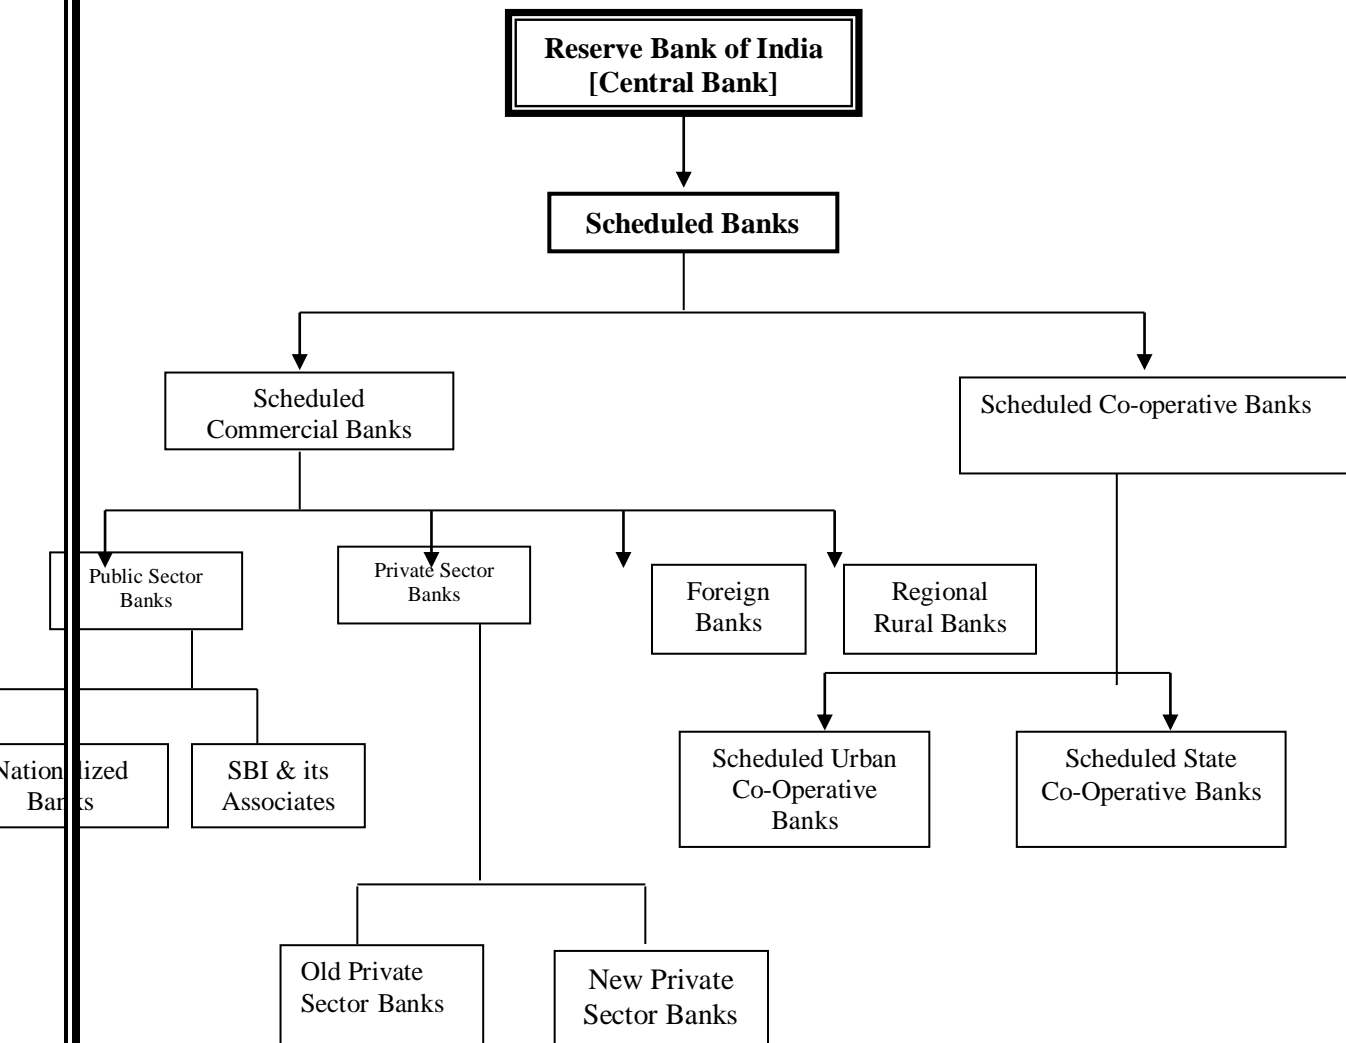 Reserve Bank of India
[Central Bank]
Scheduled Banks
Scheduled
Commercial Banks
Scheduled Co-operative Banks
Public Sector
Banks
Private Sector
Banks
Foreign
Banks
Regional
Rural Banks
Nationalized
Banks
SBI & its
Associates
Scheduled Urban
Co-Operative
Banks
Scheduled State
Co-Operative Banks
Old Private
Sector Banks
New Private
Sector Banks